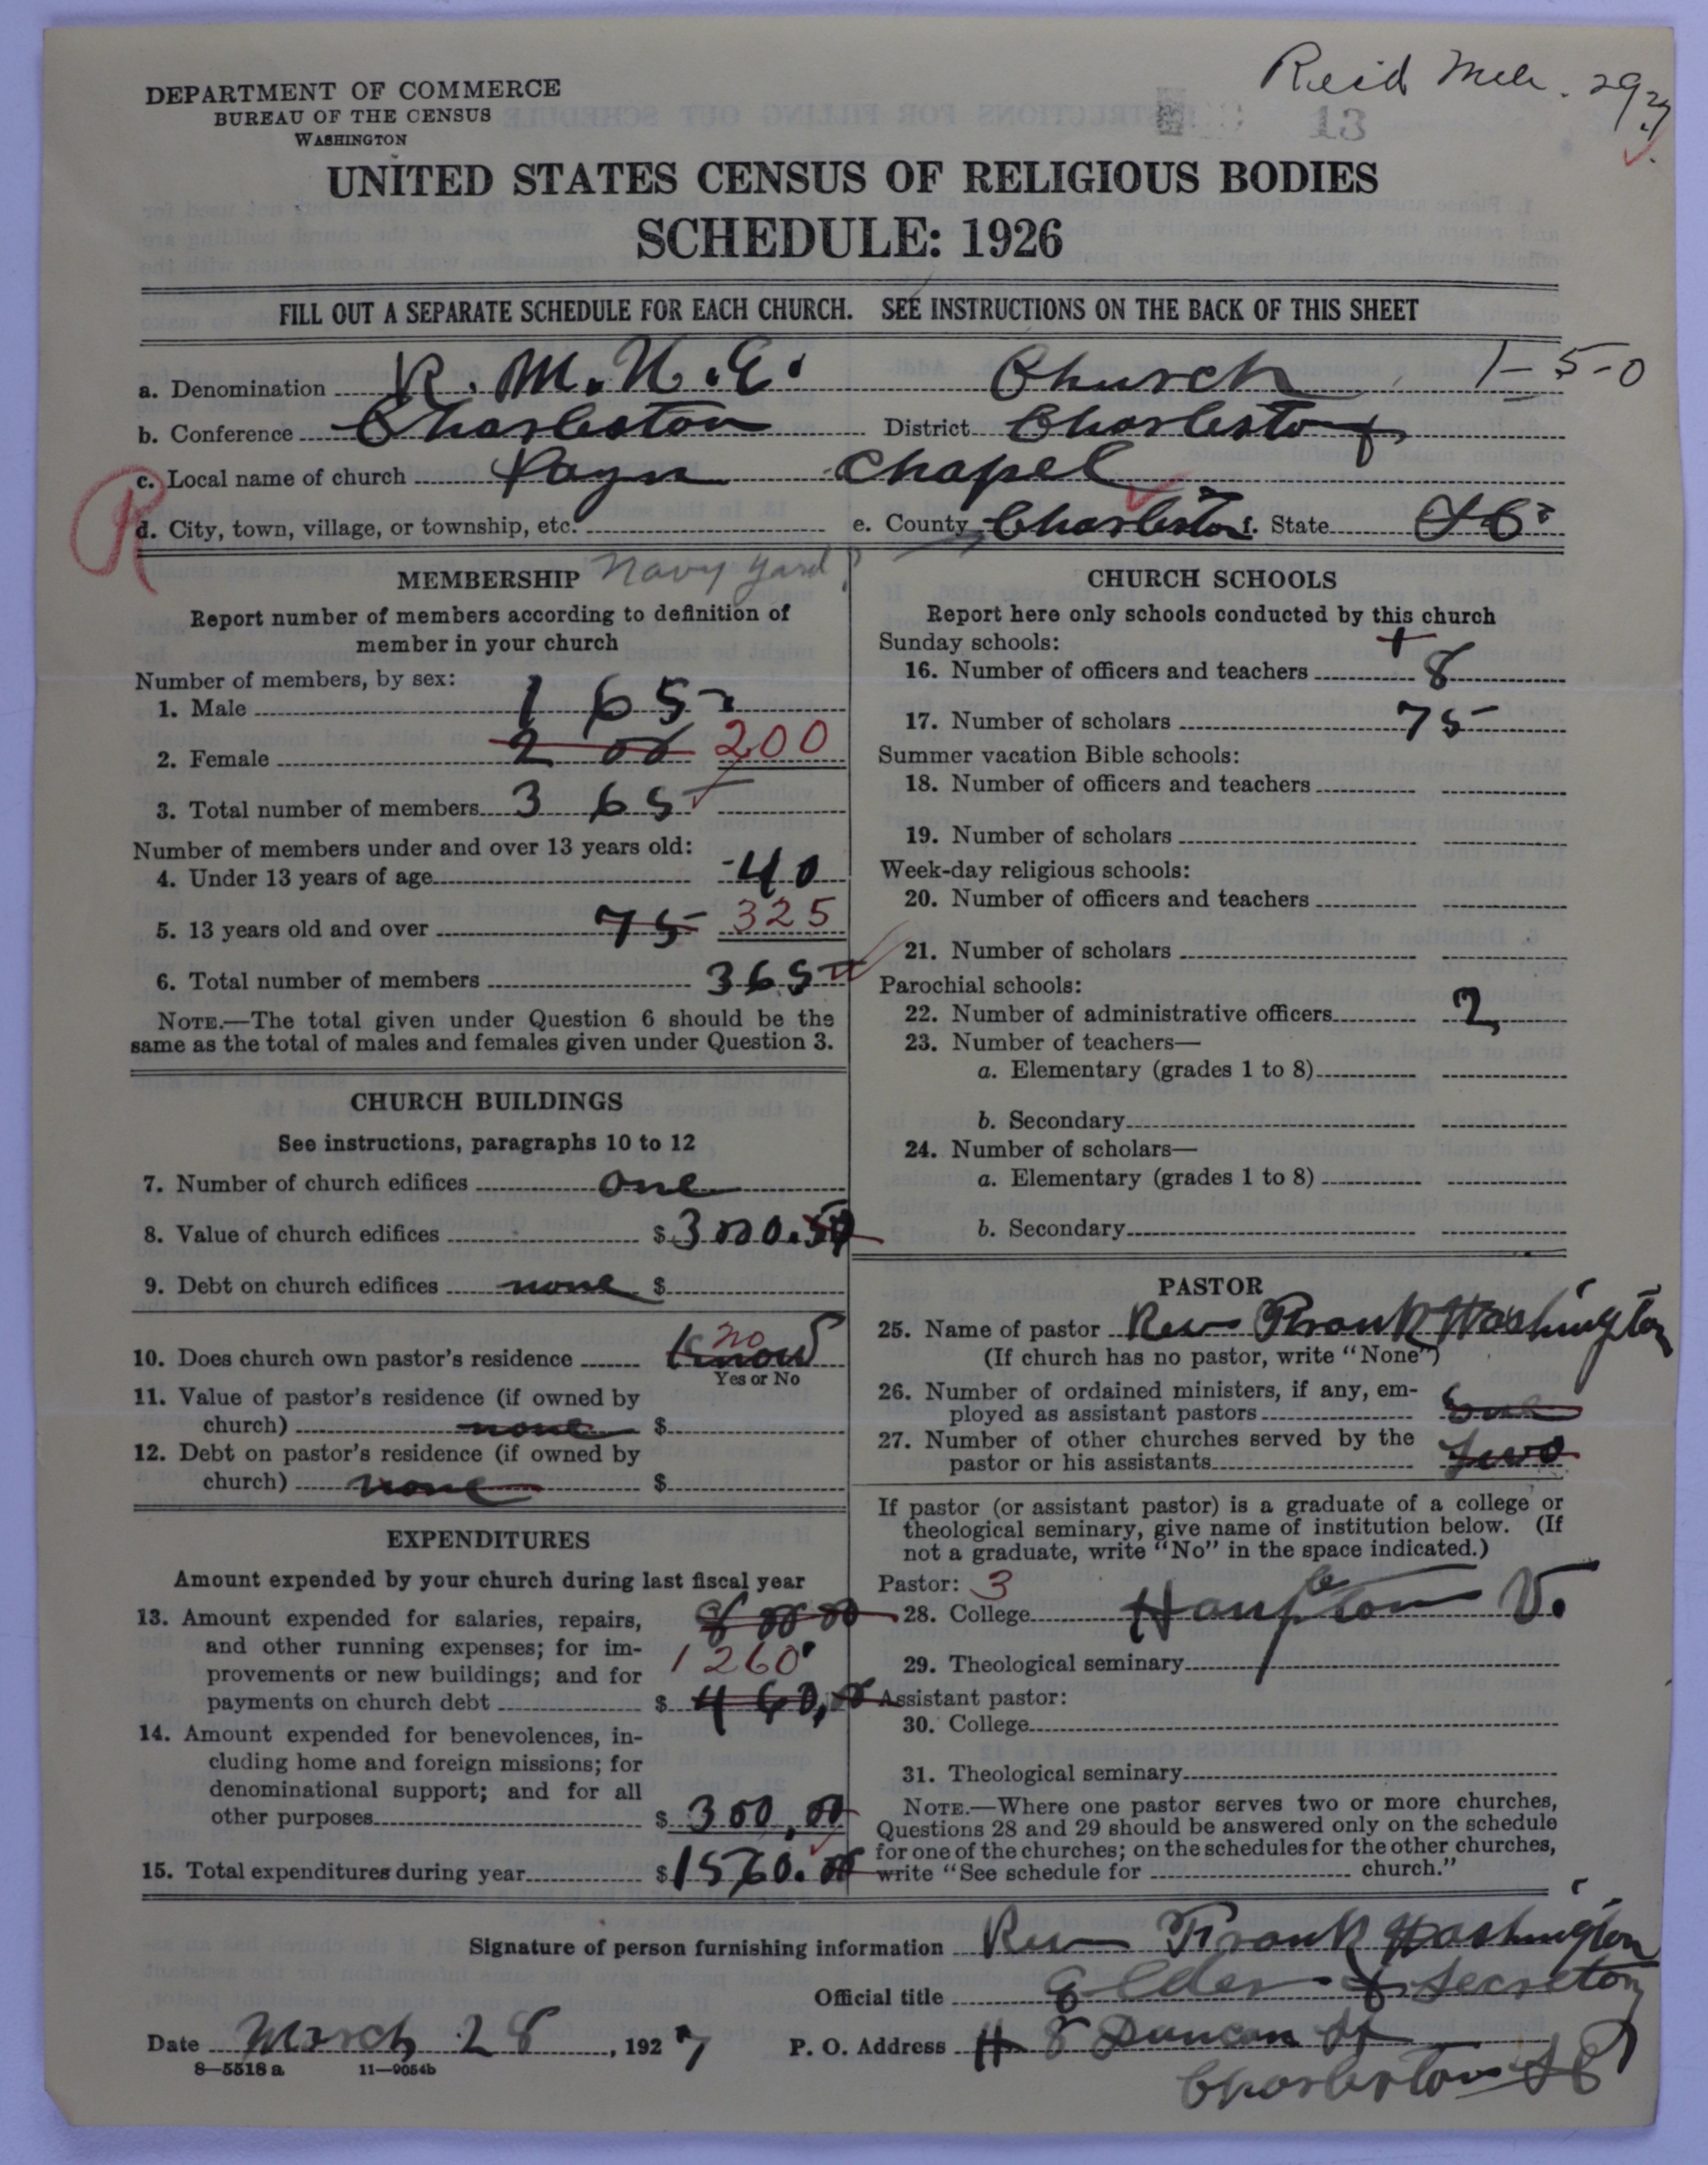 Reid Mch. 29 27
DEPARTMENT OF COMMERCE
BUREAU OF THE CENSUS
WASHINGTON
13
UNITED STATES CENSUS OF RELIGIOUS BODIES
SCHEDULE: 1926
FILL OUT A SEPARATE SCHEDULE FOR EACH CHURCH. SEE INSTRUCTIONS ON THE BACK OF THIS SHEET
1-5-0
a. Denomination R. M. U. E. Church
b. Conference Charleston District Charleston
c. Local name of church Payn Chapel
R
d. City, town, village, or township, etc. e. County Charleston f. State SC
MEMBERSHIP Navy Yard
Report number of members according to definition of
member in your church
Number of members, by sex:
1. Male 165
2. Female 200 200
3. Total number of members 365
Number of members under and over 13 years old:
4. Under 13 years of age 40
5. 13 years old and over 75 325
6. Total number of members 365
NOTE.—The total given under Question 6 should be the
same as the total of males and females given under Question 3.
CHURCH BUILDINGS
See instructions, paragraphs 10 to 12
7. Number of church edifices one
8. Value of church edifices $ 3000.50
9. Debt on church edifices none $
10. Does church own pastor's residence no
Yes or No
11. Value of pastor's residence (if owned by
church) none $
12. Debt on pastor's residence (if owned by
church) none $
EXPENDITURES
Amount expended by your church during last fiscal year
13. Amount expended for salaries, repairs, 800 00
and other running expenses; for im-
provements or new buildings; and for 1260
payments on church debt $ 460,00
14. Amount expended for benevolences, in-
cluding home and foreign missions; for
denominational support; and for all
other purposes $ 300,00
15. Total expenditures during year $ 1560.00
CHURCH SCHOOLS
Report here only schools conducted by this church
Sunday schools:
16. Number of officers and teachers 8
17. Number of scholars 75
Summer vacation Bible schools:
18. Number of officers and teachers
19. Number of scholars
Week-day religious schools:
20. Number of officers and teachers
21. Number of scholars
Parochial schools:
22. Number of administrative officers 2
23. Number of teachers—
a. Elementary (grades 1 to 8)
b. Secondary
24. Number of scholars—
a. Elementary (grades 1 to 8)
b. Secondary
PASTOR
25. Name of pastor Rev Frank Washington
(If church has no pastor, write "None")
26. Number of ordained ministers, if any, em-
ployed as assistant pastors one
27. Number of other churches served by the
pastor or his assistants two
If pastor (or assistant pastor) is a graduate of a college or
theological seminary, give name of institution below. (If
not a graduate, write "No" in the space indicated.)
Pastor: 3
28. College Hampton V.
29. Theological seminary
Assistant pastor:
30. College
31. Theological seminary
NOTE.—Where one pastor serves two or more churches,
Questions 28 and 29 should be answered only on the schedule
for one of the churches; on the schedules for the other churches,
write "See schedule for church."
Signature of person furnishing information Rev Frank Washington
Official title Elder & Secretory
Date March 28, 1927 P. O. Address # 8 Duncan St
Charleston SC
8—5518 a 11—9054b